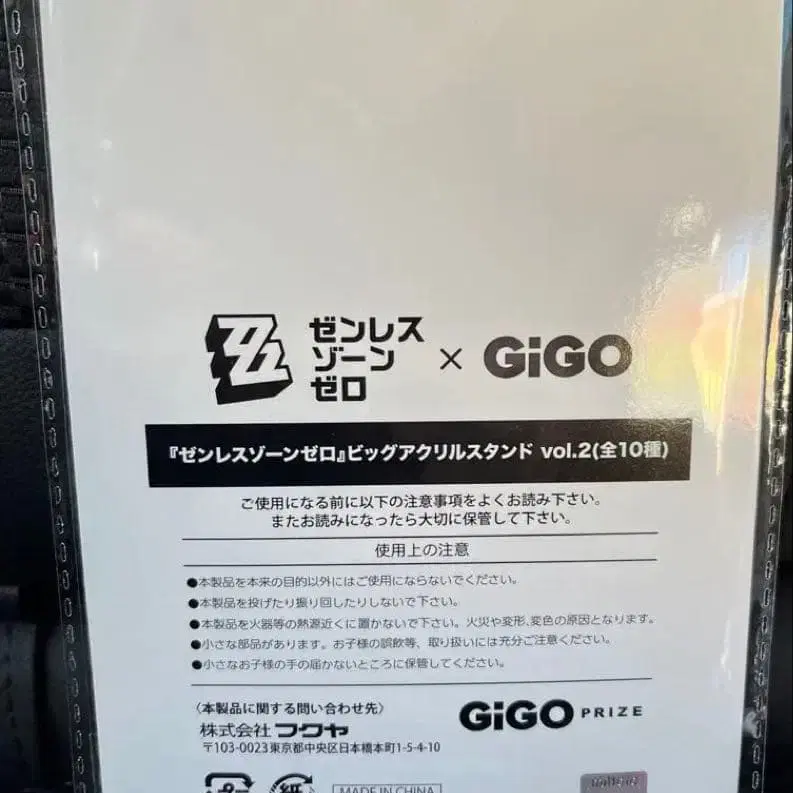 ゼンレス
ゾーン
ゼロ
×
GiGO
『ゼンレスゾーンゼロ』ビッグアクリルスタンド vol.2(全10種)
ご使用になる前に以下の注意事項をよくお読み下さい。
またお読みになったら大切に保管して下さい。
使用上の注意
●本製品を本来の目的以外にはご使用にならないでください。
●本製品を投げたり振り回したりしないで下さい。
●本製品を火器等の熱源近くに置かないで下さい。火災や変形、変色の原因となります。
●小さな部品があります。お子様の誤飲等、取り扱いには充分ご注意ください。
●小さなお子様の手の届かないところに保管してください。
〈本製品に関する問い合わせ先〉
株式会社フクヤ
〒103-0023東京都中央区日本橋本町1-5-4-10
GiGO PRIZE
プラ
紙
MADE IN CHINA